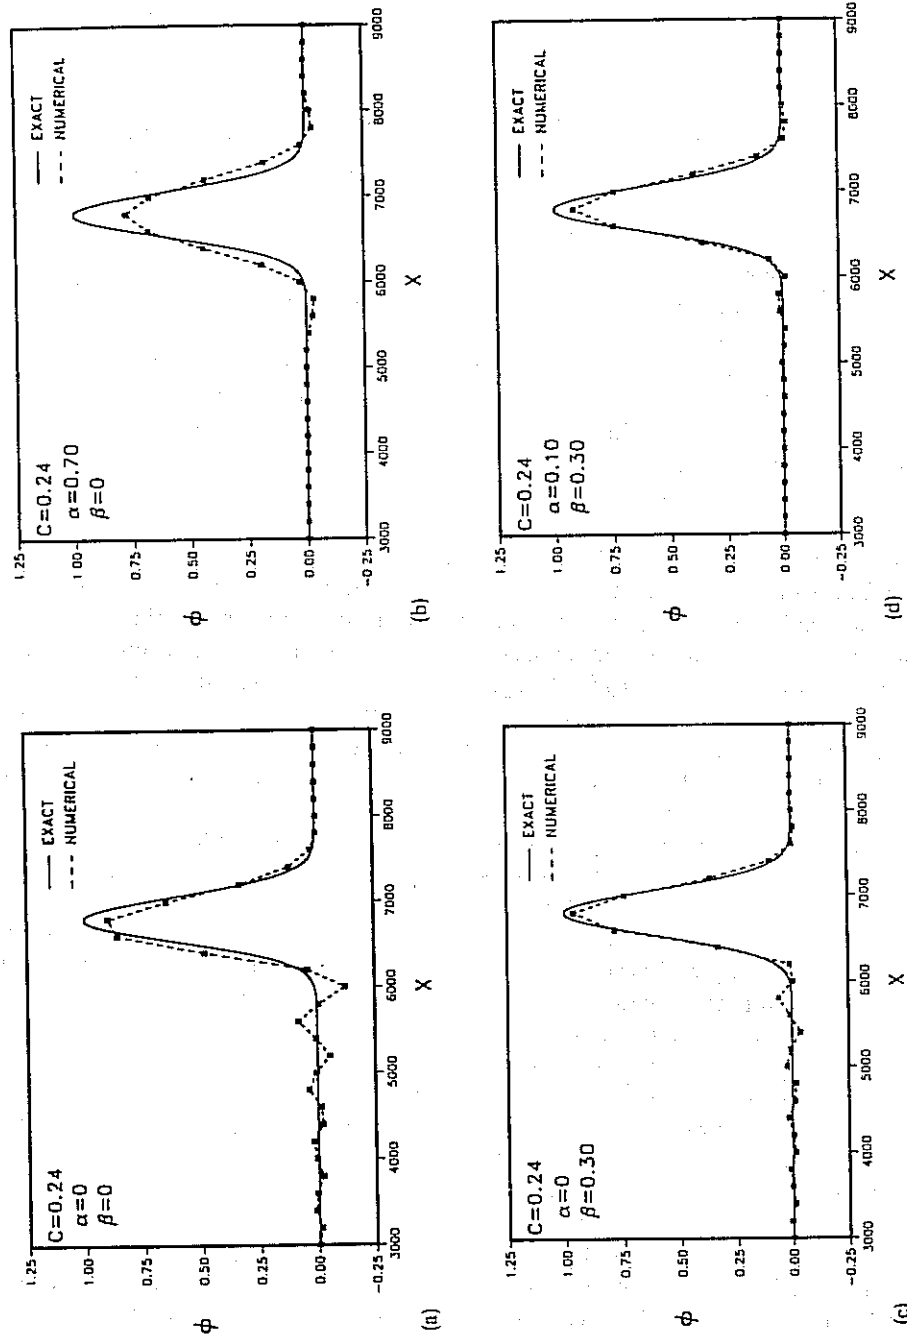 1.25
1.00
0.75
0.50
0.25
0.00
-0.25
ϕ
C=0.24
α=0
β=0
EXACT
NUMERICAL
3000
4000
5000
6000
7000
8000
9000
X
(a)
1.25
1.00
0.75
0.50
0.25
0.00
-0.25
ϕ
C=0.24
α=0.70
β=0
EXACT
NUMERICAL
3000
4000
5000
6000
7000
8000
9000
X
(b)
1.25
1.00
0.75
0.50
0.25
0.00
-0.25
ϕ
C=0.24
α=0
β=0.30
EXACT
NUMERICAL
3000
4000
5000
6000
7000
8000
9000
X
(c)
1.25
1.00
0.75
0.50
0.25
0.00
-0.25
ϕ
C=0.24
α=0.10
β=0.30
EXACT
NUMERICAL
3000
4000
5000
6000
7000
8000
9000
X
(d)